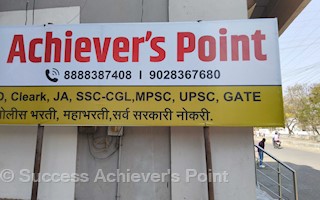 Achiever's Point
8888387408 | 9028367680
O, Cleark, JA, SSC-CGL,MPSC, UPSC, GATE
पोलीस भरती, महाभरती,सर्व सरकारी नोकरी.
© Success Achiever's Point